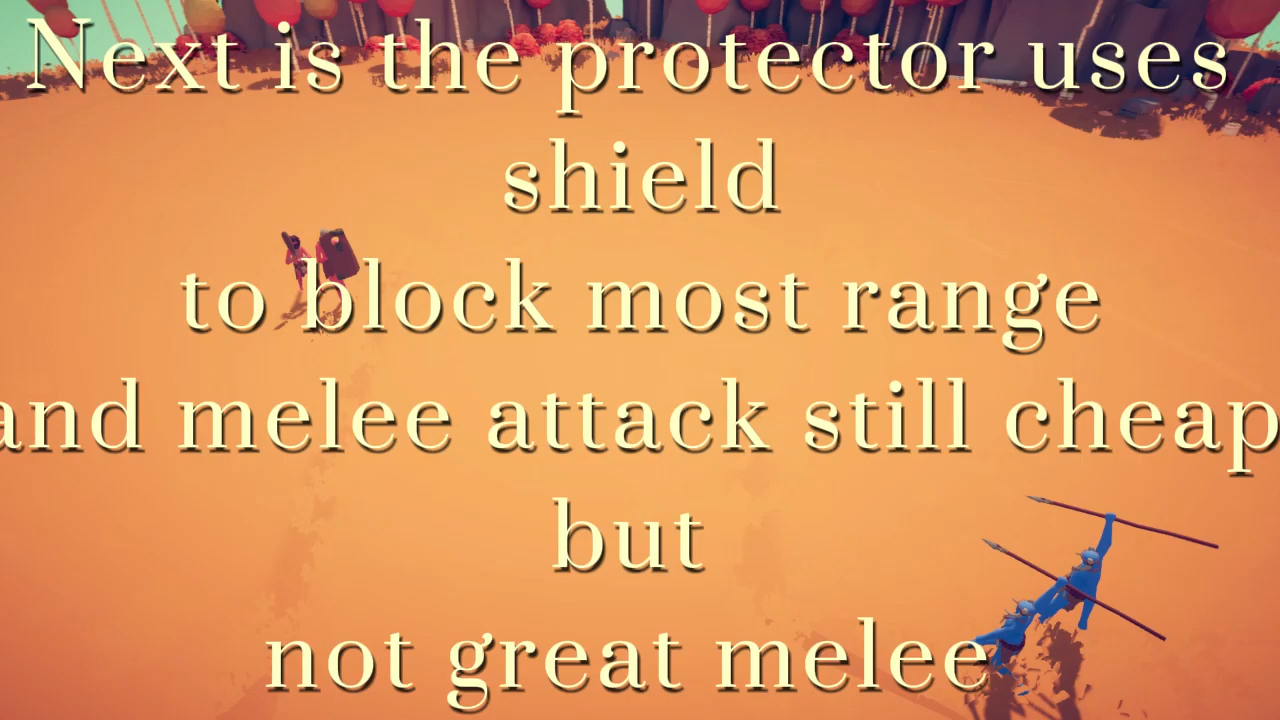 Next is the protector uses
shield
to block most range
and melee attack still cheap
but
not great melee